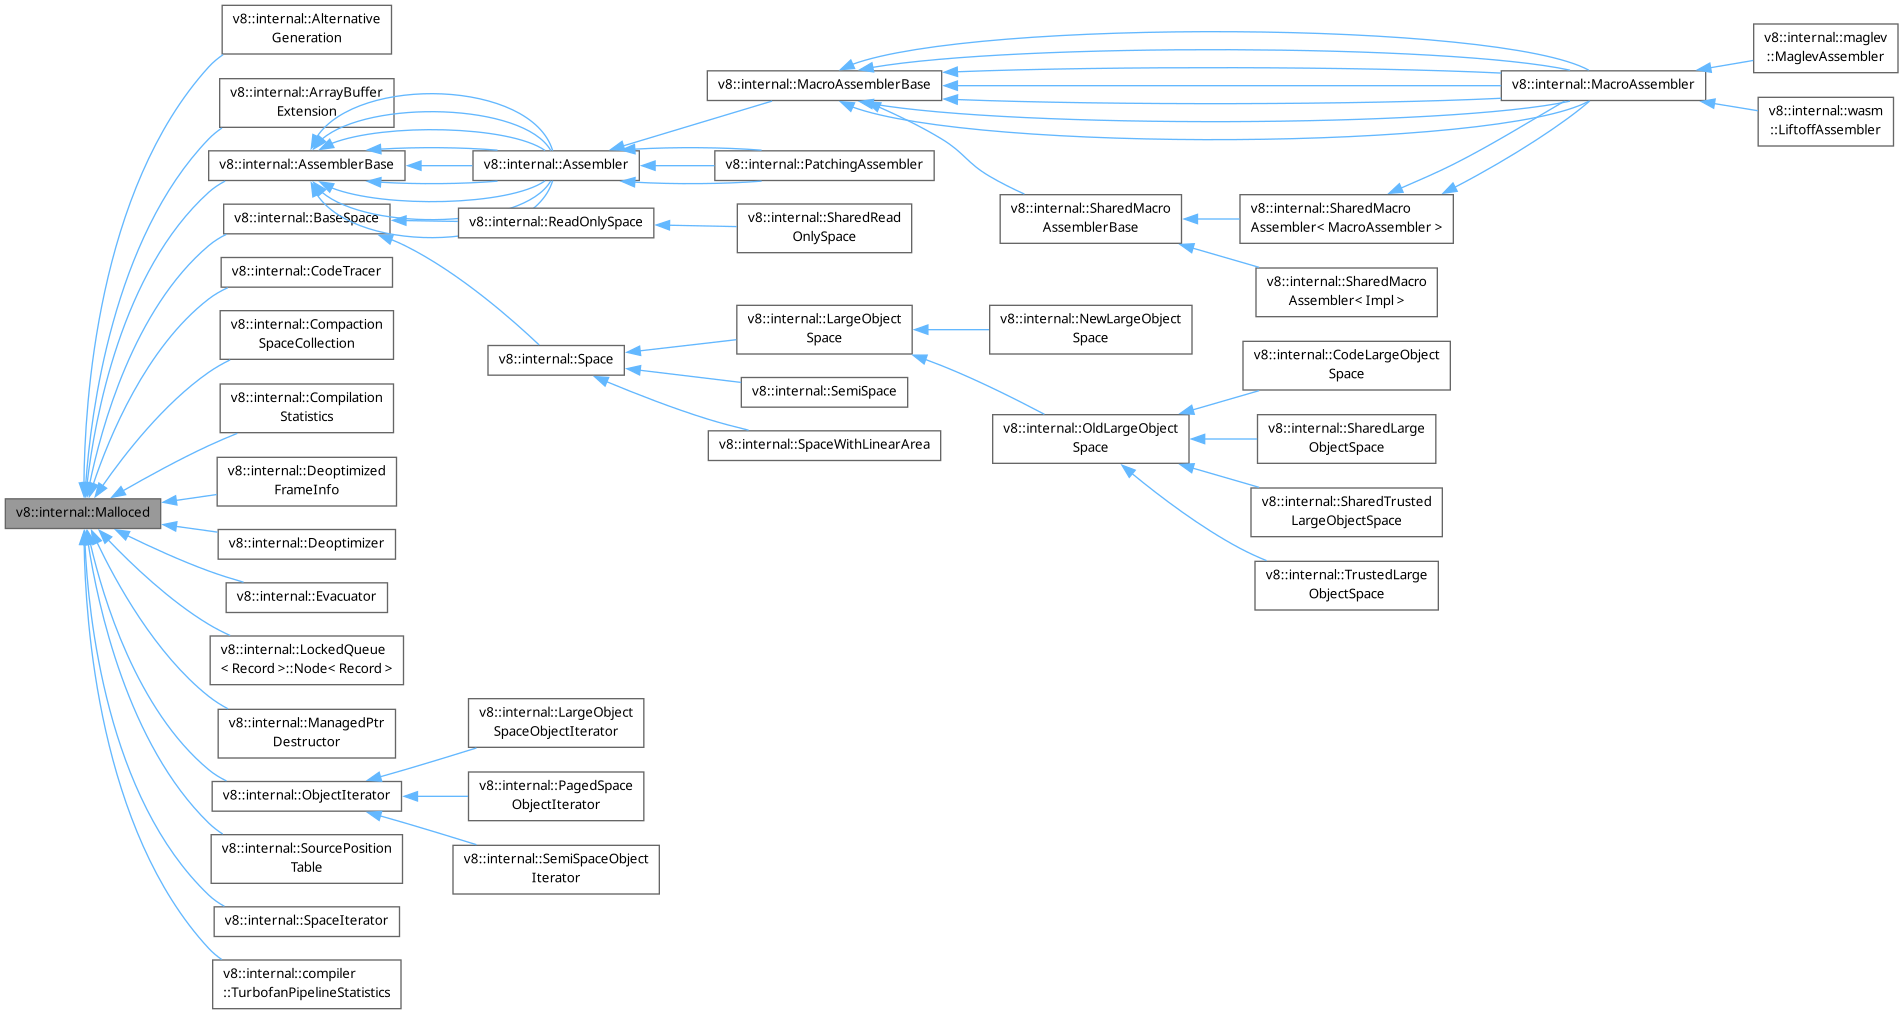 v8::internal::Malloced
v8::internal::Alternative
Generation
v8::internal::ArrayBuffer
Extension
v8::internal::AssemblerBase
v8::internal::BaseSpace
v8::internal::CodeTracer
v8::internal::Compaction
SpaceCollection
v8::internal::Compilation
Statistics
v8::internal::Deoptimized
FrameInfo
v8::internal::Deoptimizer
v8::internal::Evacuator
v8::internal::LockedQueue
< Record >::Node< Record >
v8::internal::ManagedPtr
Destructor
v8::internal::ObjectIterator
v8::internal::SourcePosition
Table
v8::internal::SpaceIterator
v8::internal::compiler
::TurbofanPipelineStatistics
v8::internal::Assembler
v8::internal::ReadOnlySpace
v8::internal::Space
v8::internal::LargeObject
SpaceObjectIterator
v8::internal::PagedSpace
ObjectIterator
v8::internal::SemiSpaceObject
Iterator
v8::internal::MacroAssemblerBase
v8::internal::PatchingAssembler
v8::internal::SharedRead
OnlySpace
v8::internal::LargeObject
Space
v8::internal::SemiSpace
v8::internal::SpaceWithLinearArea
v8::internal::SharedMacro
AssemblerBase
v8::internal::NewLargeObject
Space
v8::internal::OldLargeObject
Space
v8::internal::SharedMacro
Assembler< MacroAssembler >
v8::internal::SharedMacro
Assembler< Impl >
v8::internal::CodeLargeObject
Space
v8::internal::SharedLarge
ObjectSpace
v8::internal::SharedTrusted
LargeObjectSpace
v8::internal::TrustedLarge
ObjectSpace
v8::internal::MacroAssembler
v8::internal::maglev
::MaglevAssembler
v8::internal::wasm
::LiftoffAssembler